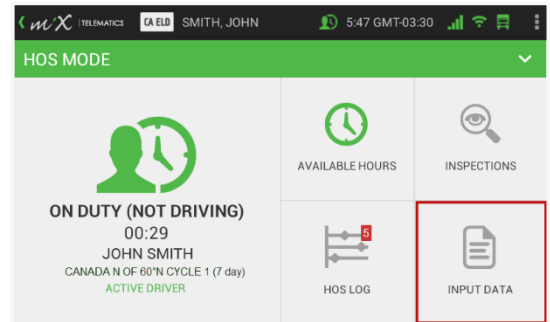 MiX TELEMATICS CA ELD SMITH, JOHN 5:47 GMT-03:30
HOS MODE
AVAILABLE HOURS
INSPECTIONS
ON DUTY (NOT DRIVING)
00:29
JOHN SMITH
CANADA N OF 60°N CYCLE 1 (7 day)
ACTIVE DRIVER
5
HOS LOG
INPUT DATA